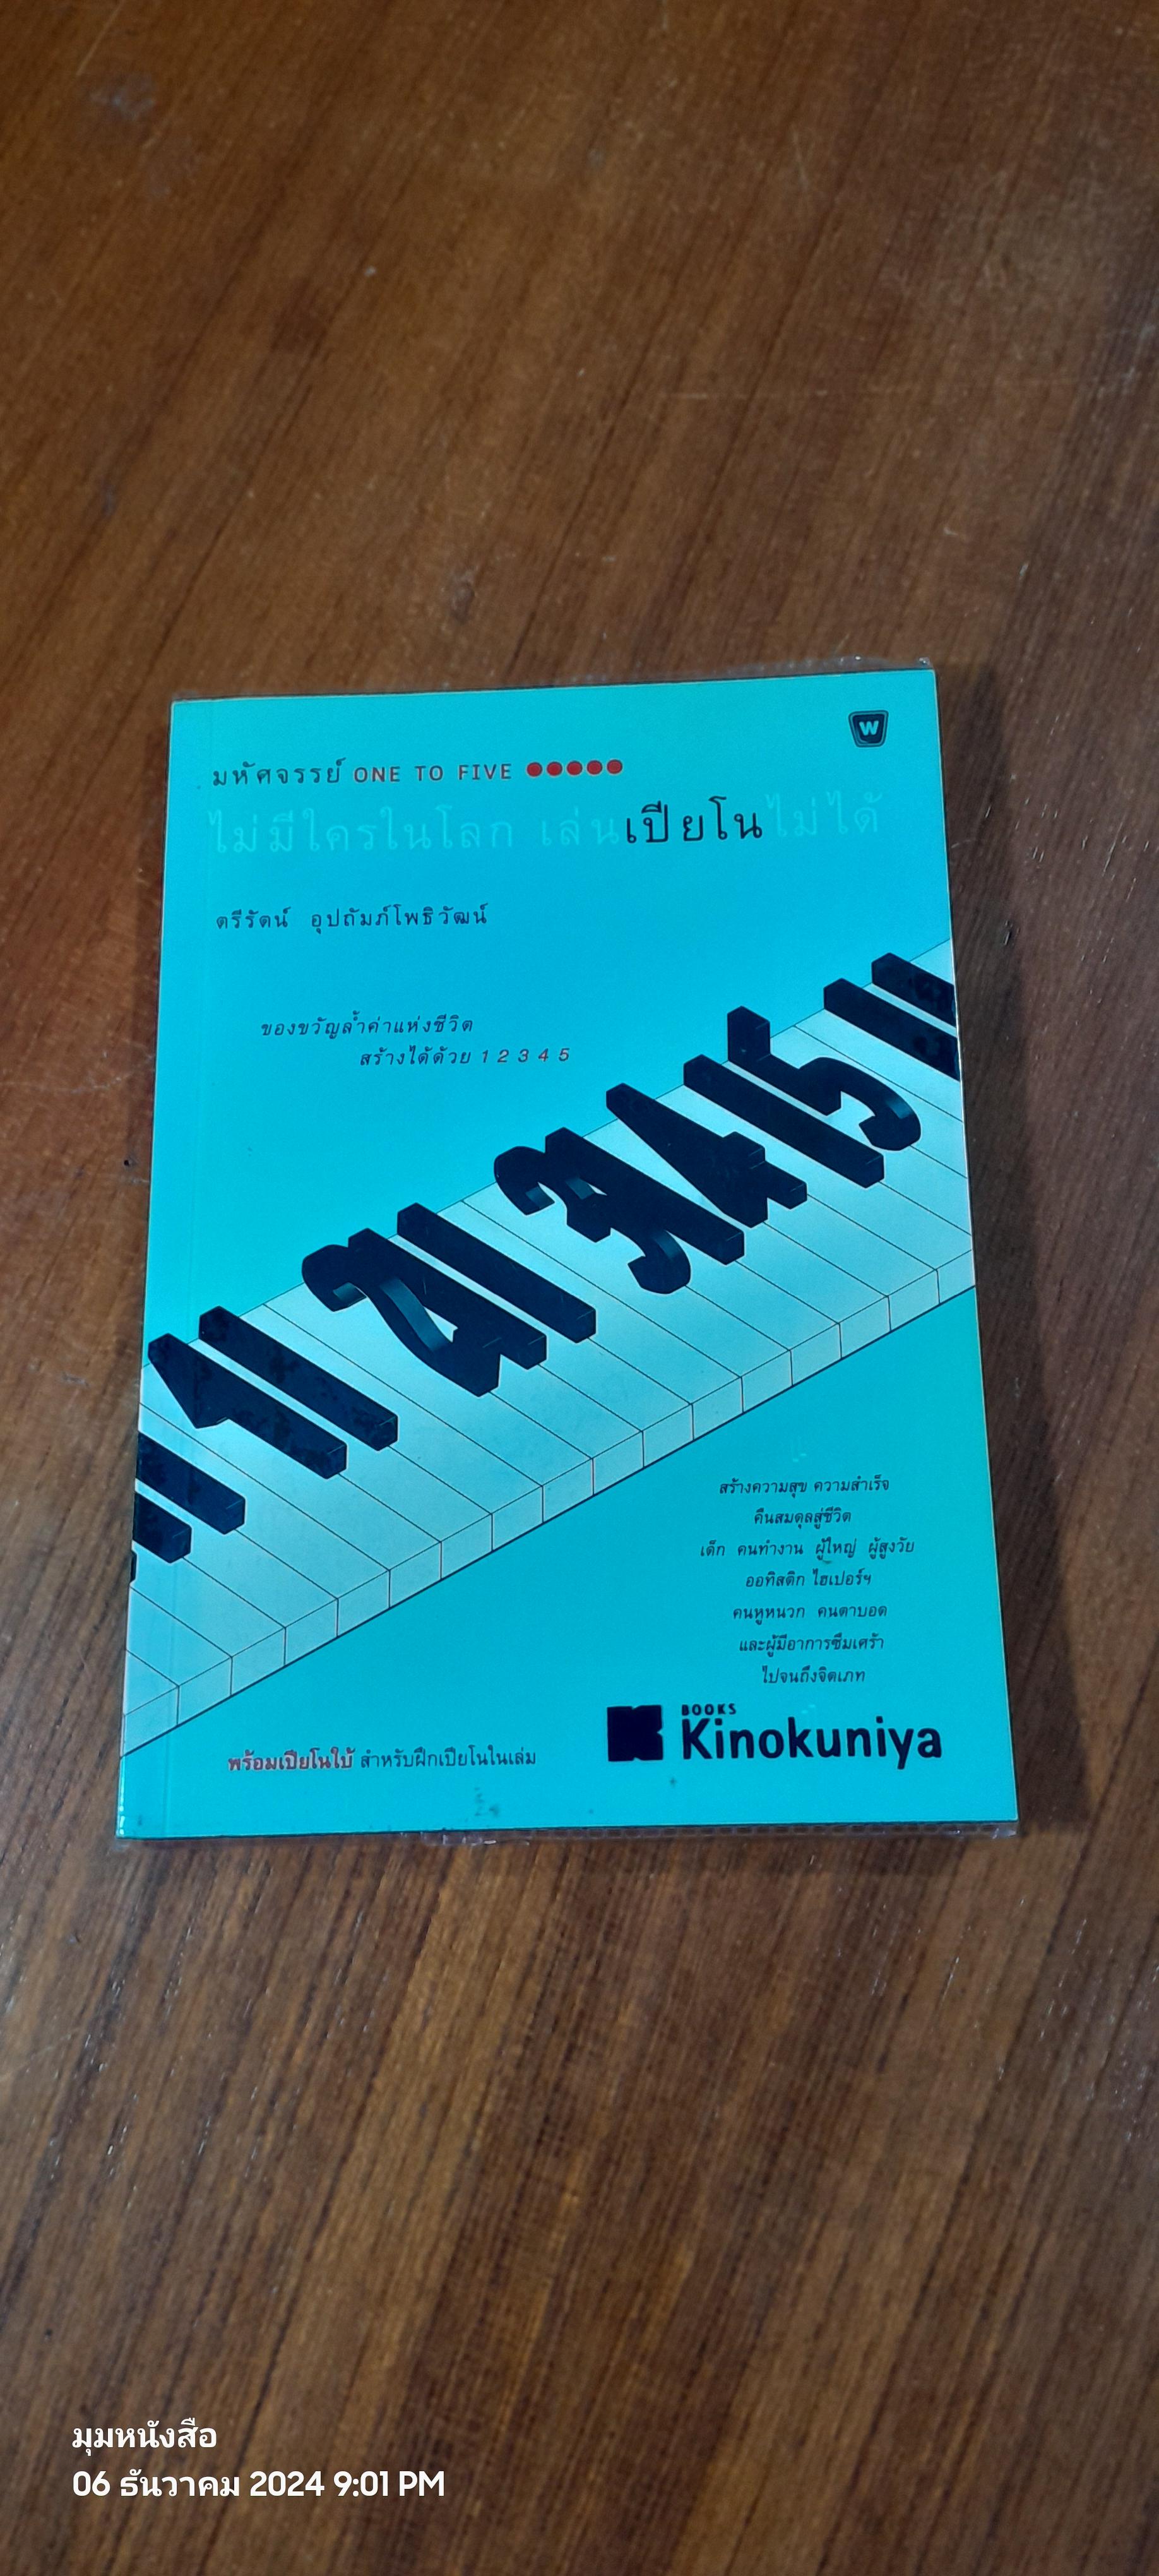 W
มหัศจรรย์ ONE TO FIVE
ไม่มีใครในโลก เล่นเปียโนไม่ได้
ตรีรัตน์ อุปถัมภ์โพธิวัฒน์
ของขวัญล้ำค่าแห่งชีวิต
สร้างได้ด้วย 1 2 3 4 5
1 2 3 4 5
สร้างความสุข ความสำเร็จ
คืนสมดุลสู่ชีวิต
เด็ก คนทำงาน ผู้ใหญ่ ผู้สูงวัย
ออทิสติก ไฮเปอร์ฯ
คนหูหนวก คนตาบอด
และผู้มีอาการซึมเศร้า
ไปจนถึงจิตเภท
BOOKS
Kinokuniya
พร้อมเปียโนใบ้ สำหรับฝึกเปียโนในเล่ม
มุมหนังสือ
06 ธันวาคม 2024 9:01 PM